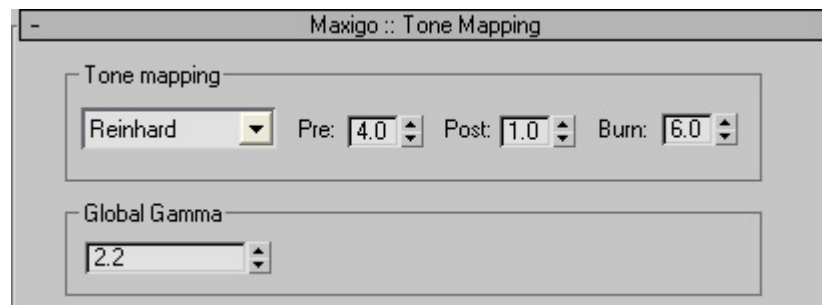 - Maxigo :: Tone Mapping
Tone mapping
Reinhard Pre: 4.0 Post: 1.0 Burn: 6.0
Global Gamma
2.2